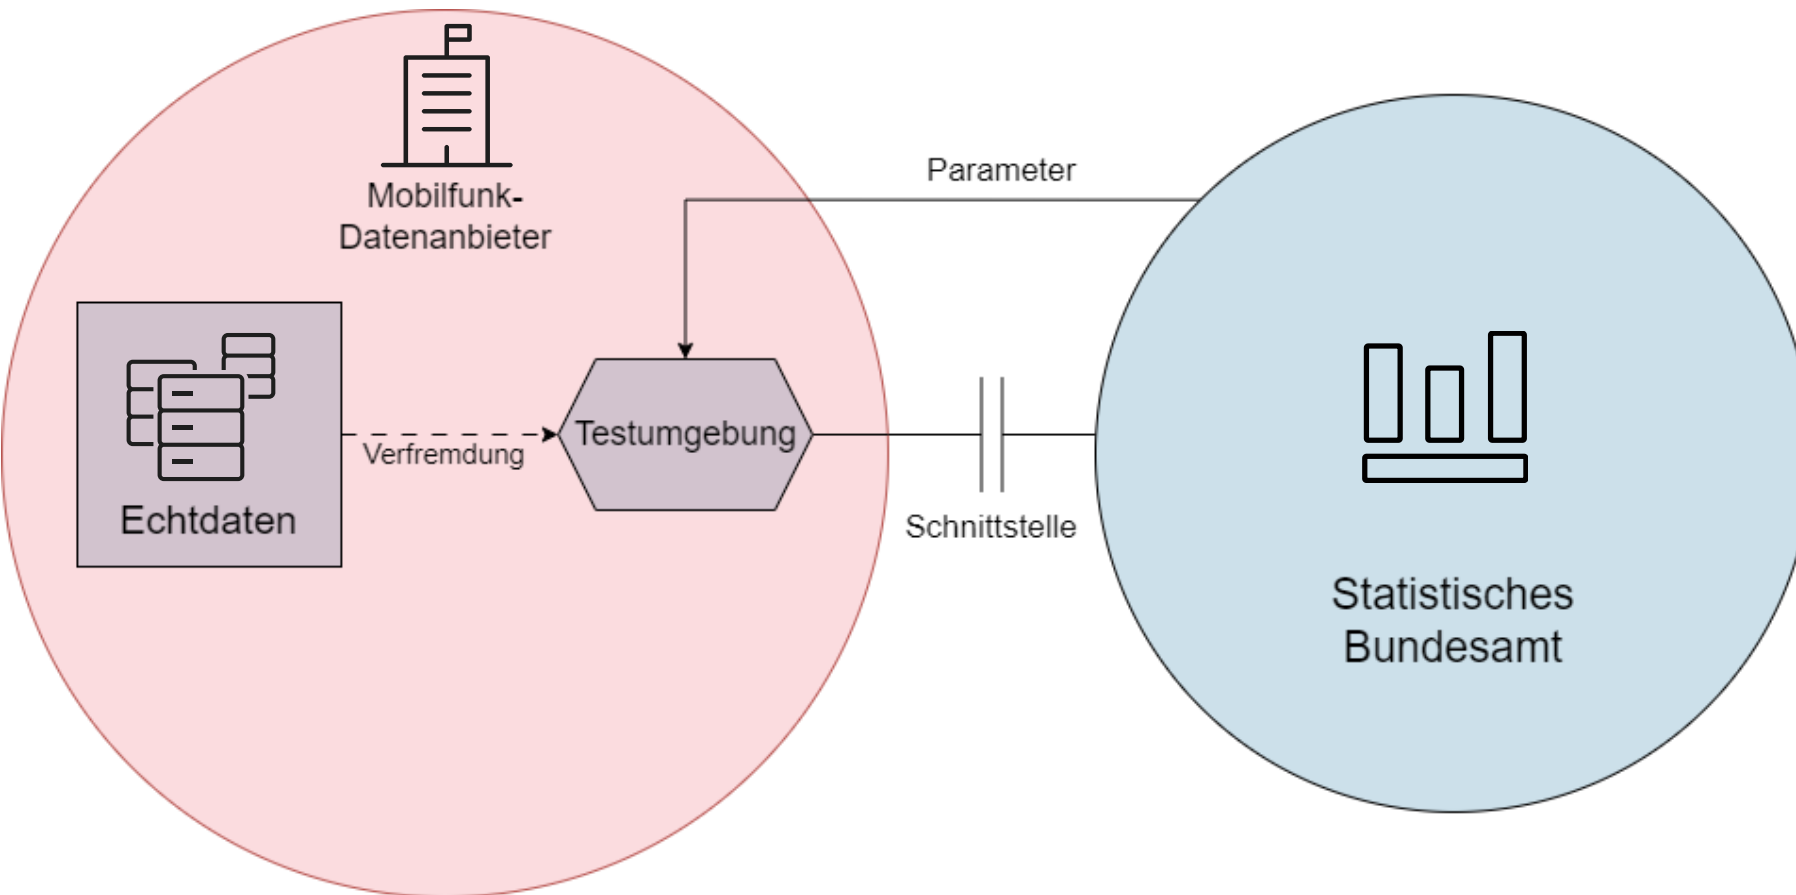 Mobilfunk-
Datenanbieter
Parameter
Echtdaten
Verfremdung
Testumgebung
Schnittstelle
Statistisches
Bundesamt